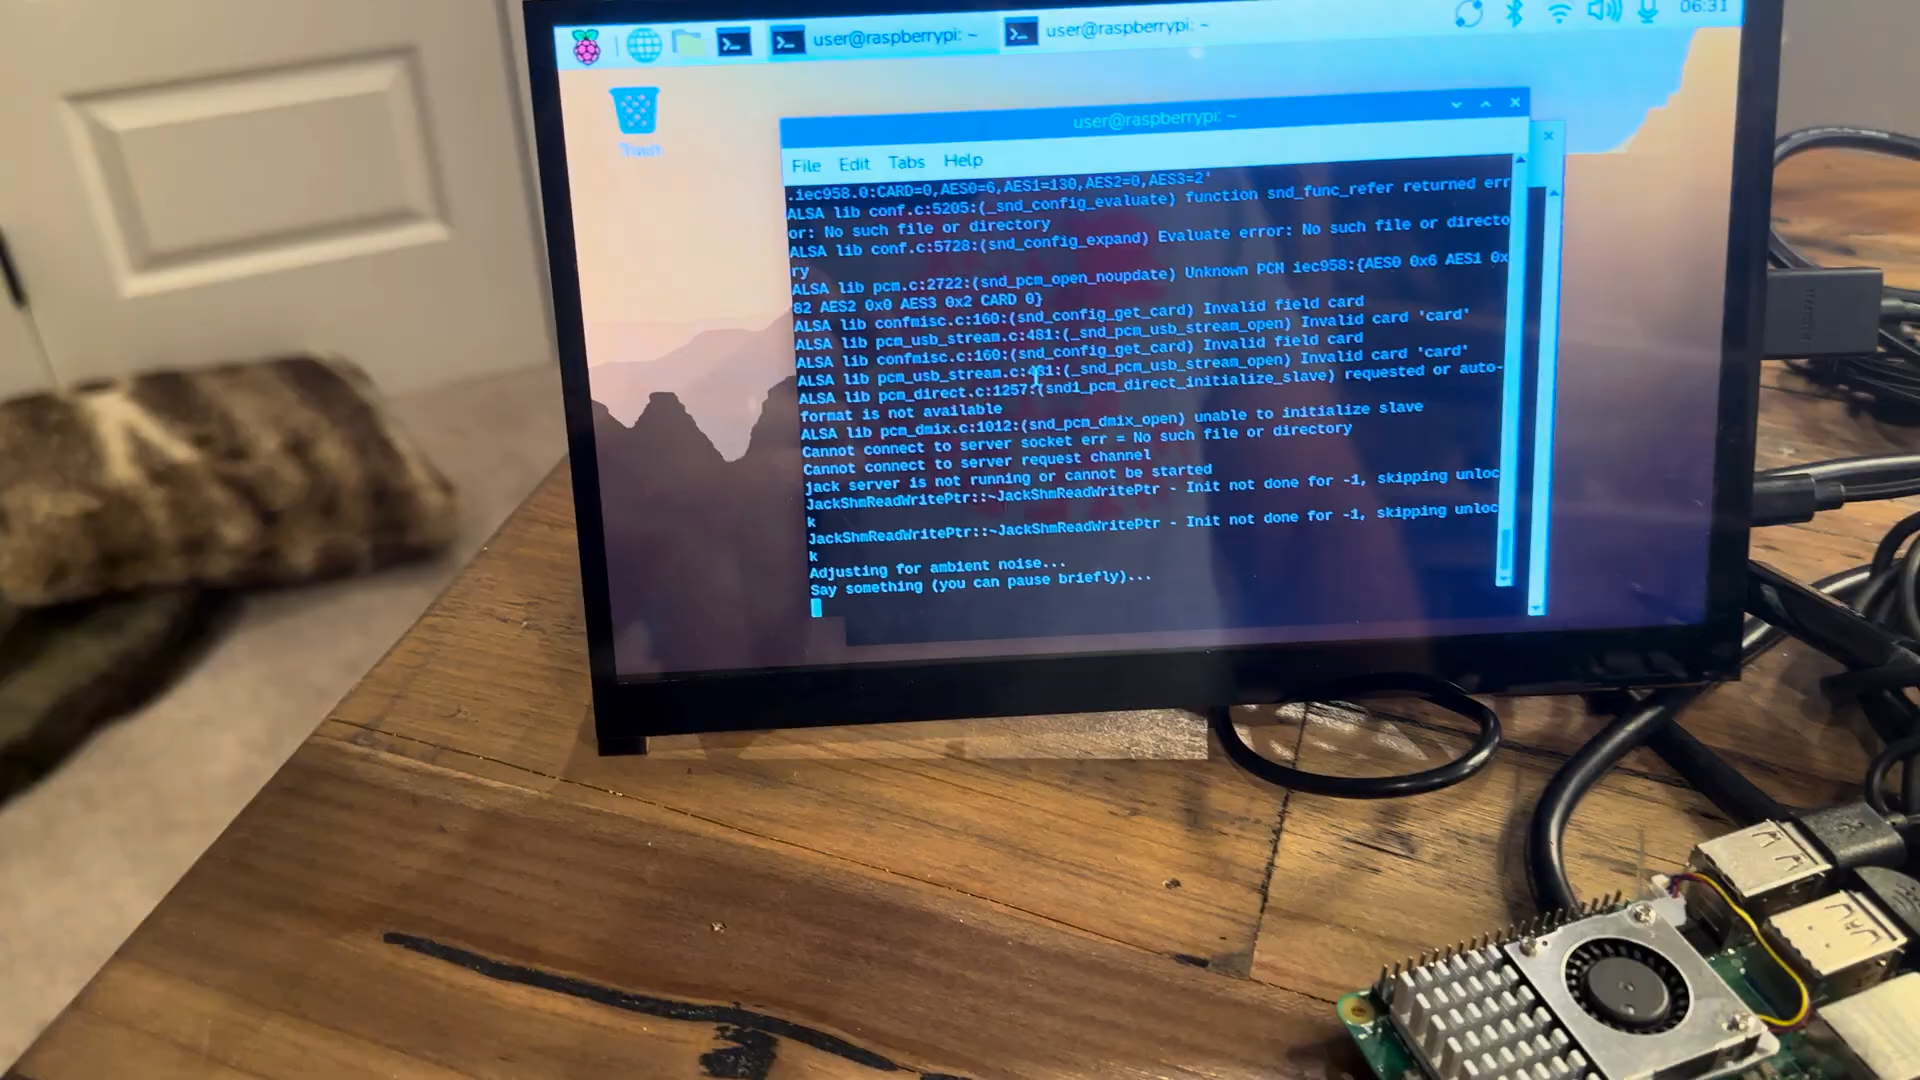 user@raspberrypi: ~
user@raspberrypi: ~
06:31
user@raspberrypi: ~
File Edit Tabs Help
.iec958.0:CARD=0,AES0=6,AES1=130,AES2=0,AES3=2'
ALSA lib conf.c:5205:(_snd_config_evaluate) function snd_func_refer returned err
or: No such file or directory
ALSA lib conf.c:5728:(snd_config_expand) Evaluate error: No such file or directo
ry
ALSA lib pcm.c:2722:(snd_pcm_open_noupdate) Unknown PCM iec958:{AES0 0x6 AES1 0x
82 AES2 0x0 AES3 0x2 CARD 0}
ALSA lib confmisc.c:160:(snd_config_get_card) Invalid field card
ALSA lib pcm_usb_stream.c:481:(_snd_pcm_usb_stream_open) Invalid card 'card'
ALSA lib confmisc.c:160:(snd_config_get_card) Invalid field card
ALSA lib pcm_usb_stream.c:481:(_snd_pcm_usb_stream_open) Invalid card 'card'
ALSA lib pcm_direct.c:1257:(snd1_pcm_direct_initialize_slave) requested or auto-
format is not available
ALSA lib pcm_dmix.c:1012:(snd_pcm_dmix_open) unable to initialize slave
Cannot connect to server socket err = No such file or directory
Cannot connect to server request channel
jack server is not running or cannot be started
JackShmReadWritePtr::~JackShmReadWritePtr - Init not done for -1, skipping unloc
k
JackShmReadWritePtr::~JackShmReadWritePtr - Init not done for -1, skipping unloc
k
Adjusting for ambient noise...
Say something (you can pause briefly)...